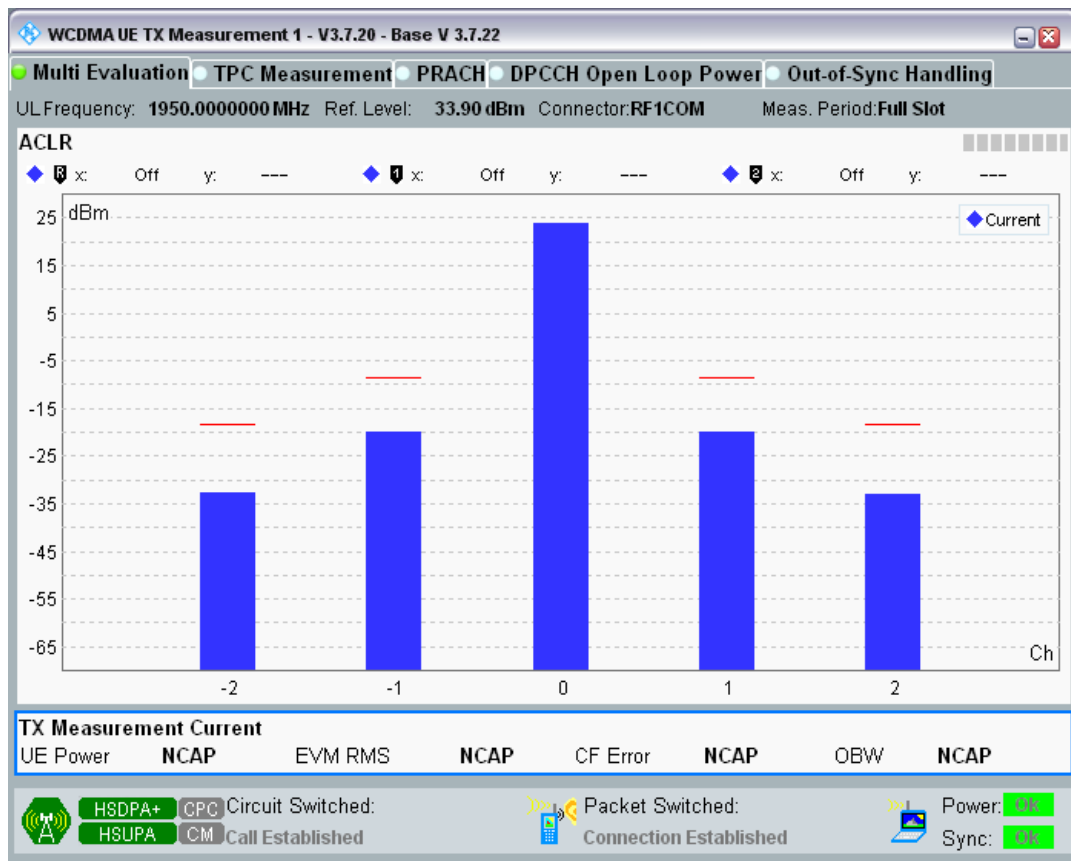 WCDMA UE TX Measurement 1 - V3.7.20 - Base V 3.7.22
Multi Evaluation TPC Measurement PRACH DPCCH Open Loop Power Out-of-Sync Handling
UL Frequency: 1950.0000000 MHz Ref. Level: 33.90 dBm Connector: RF1COM Meas. Period: Full Slot
ACLR
R x: Off y: --- 1 x: Off y: --- 2 x: Off y: ---
dBm
Current
25
15
5
-5
-15
-25
-35
-45
-55
-65
Ch
-2 -1 0 1 2
TX Measurement Current
UE Power NCAP EVM RMS NCAP CF Error NCAP OBW NCAP
HSDPA+ CPC Circuit Switched: Packet Switched: Power: OK
HSUPA CM Call Established Connection Established Sync: OK